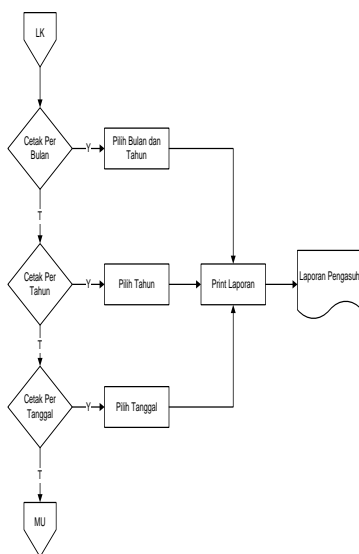 LK
Cetak Per
Bulan
Y
Pilih Bulan dan
Tahun
T
Cetak Per
Tahun
Y
Pilih Tahun
Print Laporan
Laporan Pengasuh
T
Cetak Per
Tanggal
Y
Pilih Tanggal
T
MU